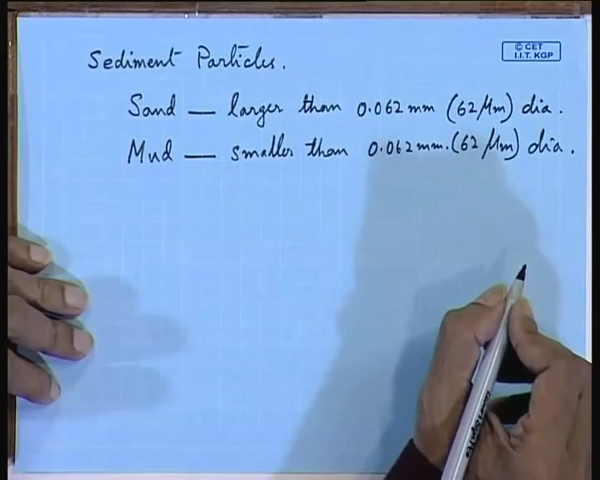 © CET
I.I.T. KGP
Sediment Particles.
Sand — larger than 0.062 mm (62 μm) dia.
Mud — smaller than 0.062 mm. (62 μm) dia.